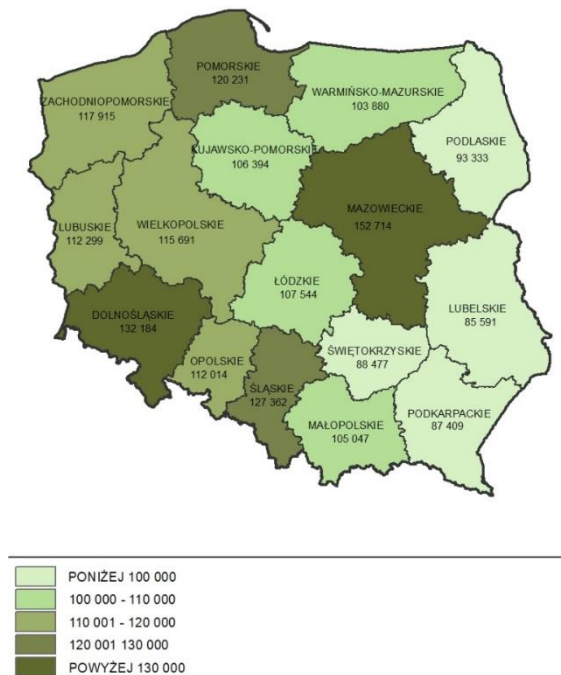 POMORSKIE
120 231
WARMIŃSKO-MAZURSKIE
103 880
ZACHODNIOPOMORSKIE
117 915
PODLASKIE
93 333
KUJAWSKO-POMORSKIE
106 394
MAZOWIECKIE
152 714
LUBUSKIE
112 299
WIELKOPOLSKIE
115 691
ŁÓDZKIE
107 544
DOLNOŚLĄSKIE
132 184
LUBELSKIE
85 591
ŚWIĘTOKRZYSKIE
88 477
OPOLSKIE
112 014
ŚLĄSKIE
127 362
MAŁOPOLSKIE
105 047
PODKARPACKIE
87 409
PONIŻEJ 100 000
100 000 - 110 000
110 001 - 120 000
120 001 130 000
POWYŻEJ 130 000